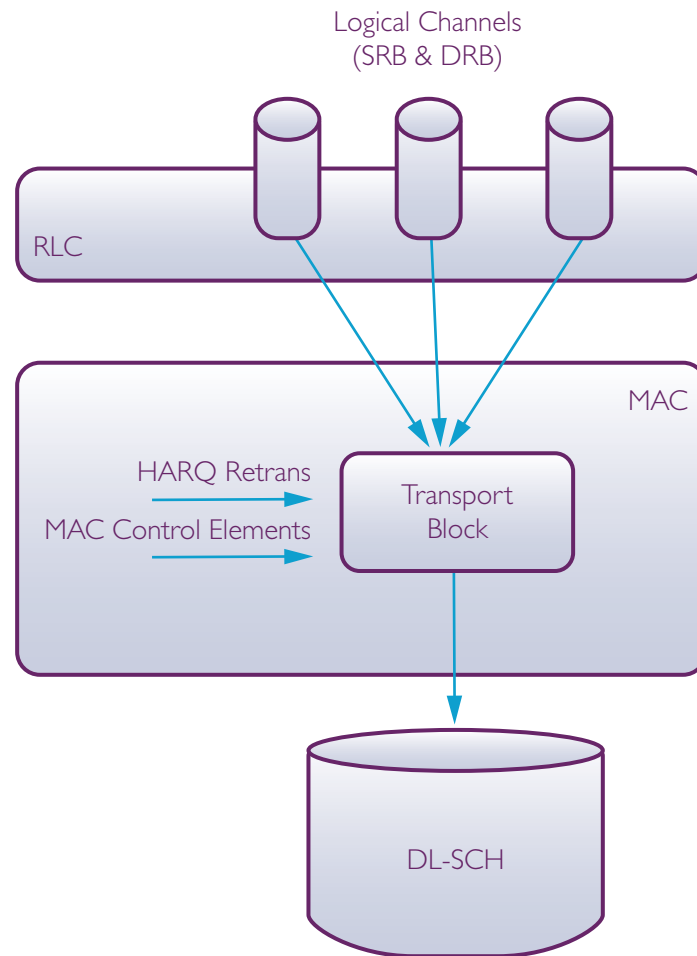 Logical Channels
(SRB & DRB)
RLC
MAC
HARQ Retrans
MAC Control Elements
Transport
Block
DL-SCH